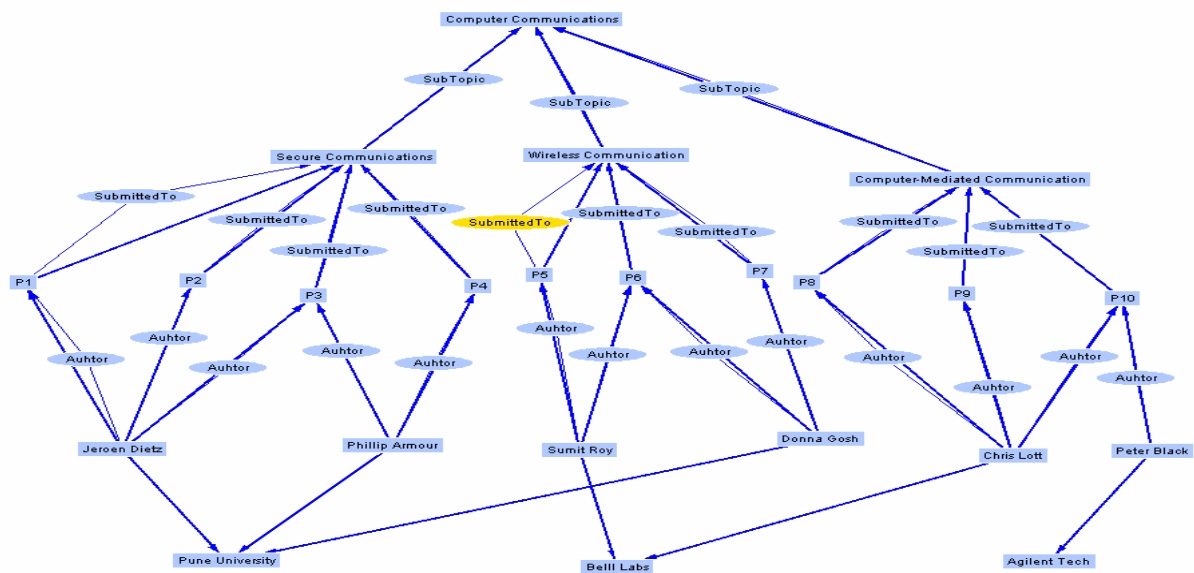 Computer Communications
SubTopic
SubTopic
SubTopic
Secure Communications
Wireless Communication
Computer-Mediated Communication
SubmittedTo
SubmittedTo
SubmittedTo
SubmittedTo
SubmittedTo
SubmittedTo
SubmittedTo
SubmittedTo
SubmittedTo
SubmittedTo
P1
P2
P3
P4
P5
P6
P7
P8
P9
P10
Auhtor
Auhtor
Auhtor
Auhtor
Auhtor
Auhtor
Auhtor
Auhtor
Auhtor
Auhtor
Auhtor
Auhtor
Auhtor
Jeroen Dietz
Phillip Armour
Sumit Roy
Donna Gosh
Chris Lott
Peter Black
Pune University
Belll Labs
Agilent Tech